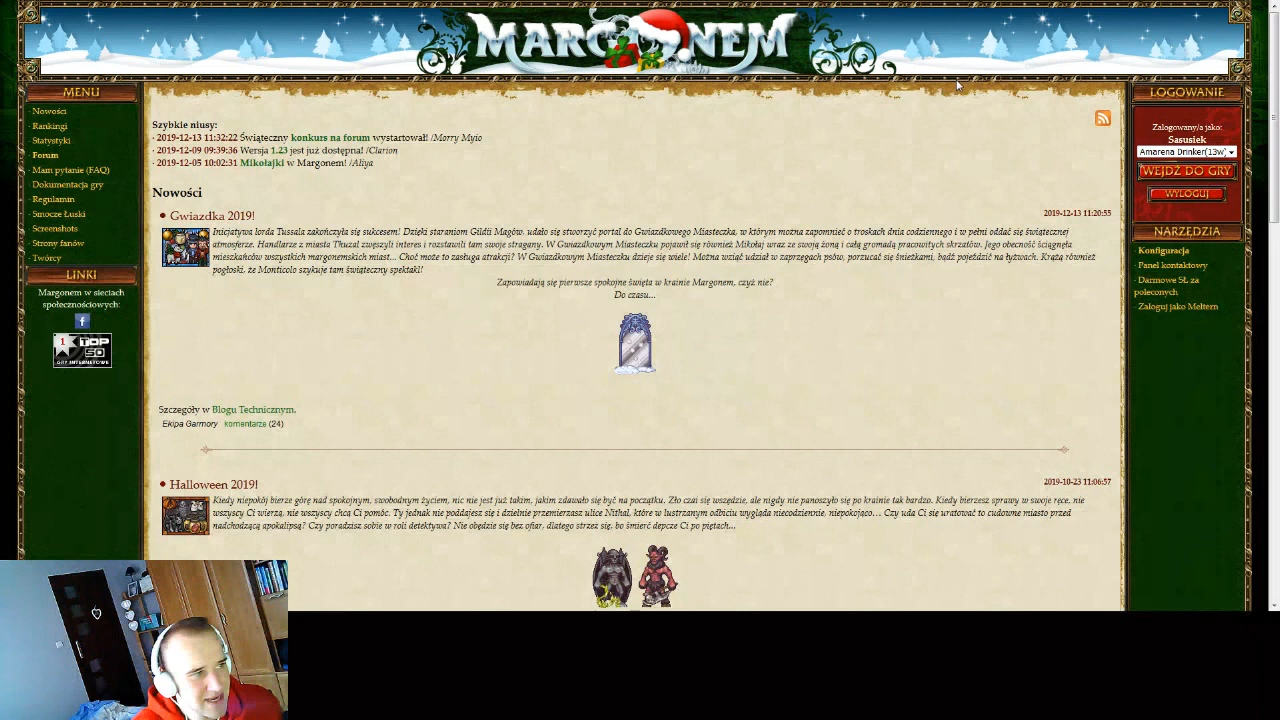 MARGONEM
MENU
· Nowości
· Rankingi
· Statystyki
· Forum
· Mam pytanie (FAQ)
· Dokumentacja gry
· Regulamin
· Smocze Łuski
· Screenshots
· Strony fanów
· Twórcy
LINKI
Margonem w sieciach
społecznościowych:
1 TOP
50
GRY INTERNETOWE
Szybkie niusy:
· 2019-12-13 11:32:22 Świąteczny konkurs na forum wystartował! /Morry Myio
· 2019-12-09 09:39:36 Wersja 1.23 jest już dostępna! /Clarion
· 2019-12-05 10:02:31 Mikołajki w Margonem! /Aliya
Nowości
• Gwiazdka 2019! 2019-12-13 11:20:55
Inicjatywa lorda Tussala zakończyła się sukcesem! Dzięki staraniom Gildii Magów, udało się stworzyć portal do Gwiazdkowego Miasteczka, w którym można zapomnieć o troskach dnia codziennego i w pełni oddać się świątecznej
atmosferze. Handlarze z miasta Thuzal zwęszyli interes i rozstawili tam swoje stragany. W Gwiazdkowym Miasteczku pojawił się również Mikołaj wraz ze swoją żoną i całą gromadą pracowitych skrzatów. Jego obecność ściągnęła
mieszkańców wszystkich margonemskich miast... Choć może to zasługa atrakcji? W Gwiazdkowym Miasteczku dzieje się wiele! Można wziąć udział w zaprzęgach psów, porzucać się śnieżkami, bądź pojeździć na łyżwach. Krążą również
pogłoski, że Monticolo szykuje tam świąteczny spektakl!
Zapowiadają się pierwsze spokojne święta w krainie Margonem, czyż nie?
Do czasu...
Szczegóły w Blogu Technicznym.
Ekipa Garmory komentarze (24)
• Halloween 2019! 2019-10-23 11:06:57
Kiedy niepokój bierze górę nad spokojnym, swobodnym życiem, nic nie jest już takim, jakim zdawało się być na początku. Zło czai się wszędzie, ale nigdy nie panoszyło się po krainie tak bardzo. Kiedy bierzesz sprawy w swoje ręce, nie
wszyscy Ci wierzą, nie wszyscy chcą Ci pomóc. Ty jednak nie poddajesz się i dzielnie przemierzasz ulice Nithal, które w lustrzanym odbiciu wygląda niecodziennie, niepokojąco... Czy uda Ci się uratować to cudowne miasto przed
nadchodzącą apokalipsą? Czy poradzisz sobie w roli detektywa? Nie obędzie się bez ofiar, dlatego strzeż się, bo śmierć depcze Ci po piętach...
LOGOWANIE
Zalogowany/a jako:
Sasusiek
Amarena Drinker(13w)
WEJDŹ DO GRY
WYLOGUJ
NARZĘDZIA
· Konfiguracja
· Panel kontaktowy
· Darmowe SŁ za
poleconych
· Zaloguj jako Meltern